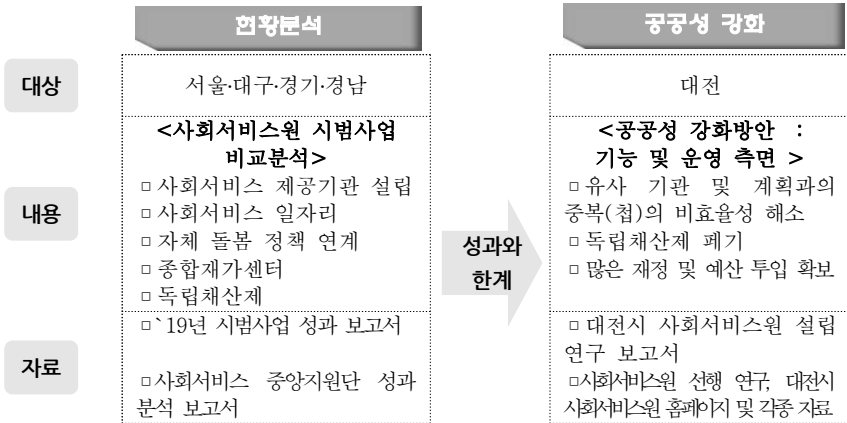 현황분석
공공성 강화
대상
서울·대구·경기·경남
대전
내용
<사회서비스원 시범사업
비교분석>
□ 사회서비스 제공기관 설립
□ 사회서비스 일자리
□ 자체 돌봄 정책 연계
□ 종합재가센터
□ 독립채산제
성과와
한계
<공공성 강화방안 :
기능 및 운영 측면 >
□ 유사 기관 및 계획과의
중복(첩)의 비효율성 해소
□ 독립채산제 폐기
□ 많은 재정 및 예산 투입 확보
자료
□`19년 시범사업 성과 보고서
□사회서비스 중앙지원단 성과
분석 보고서
□ 대전시 사회서비스원 설립
연구 보고서
□사회서비스원 선행 연구, 대전시
사회서비스원 홈페이지 및 각종 자료